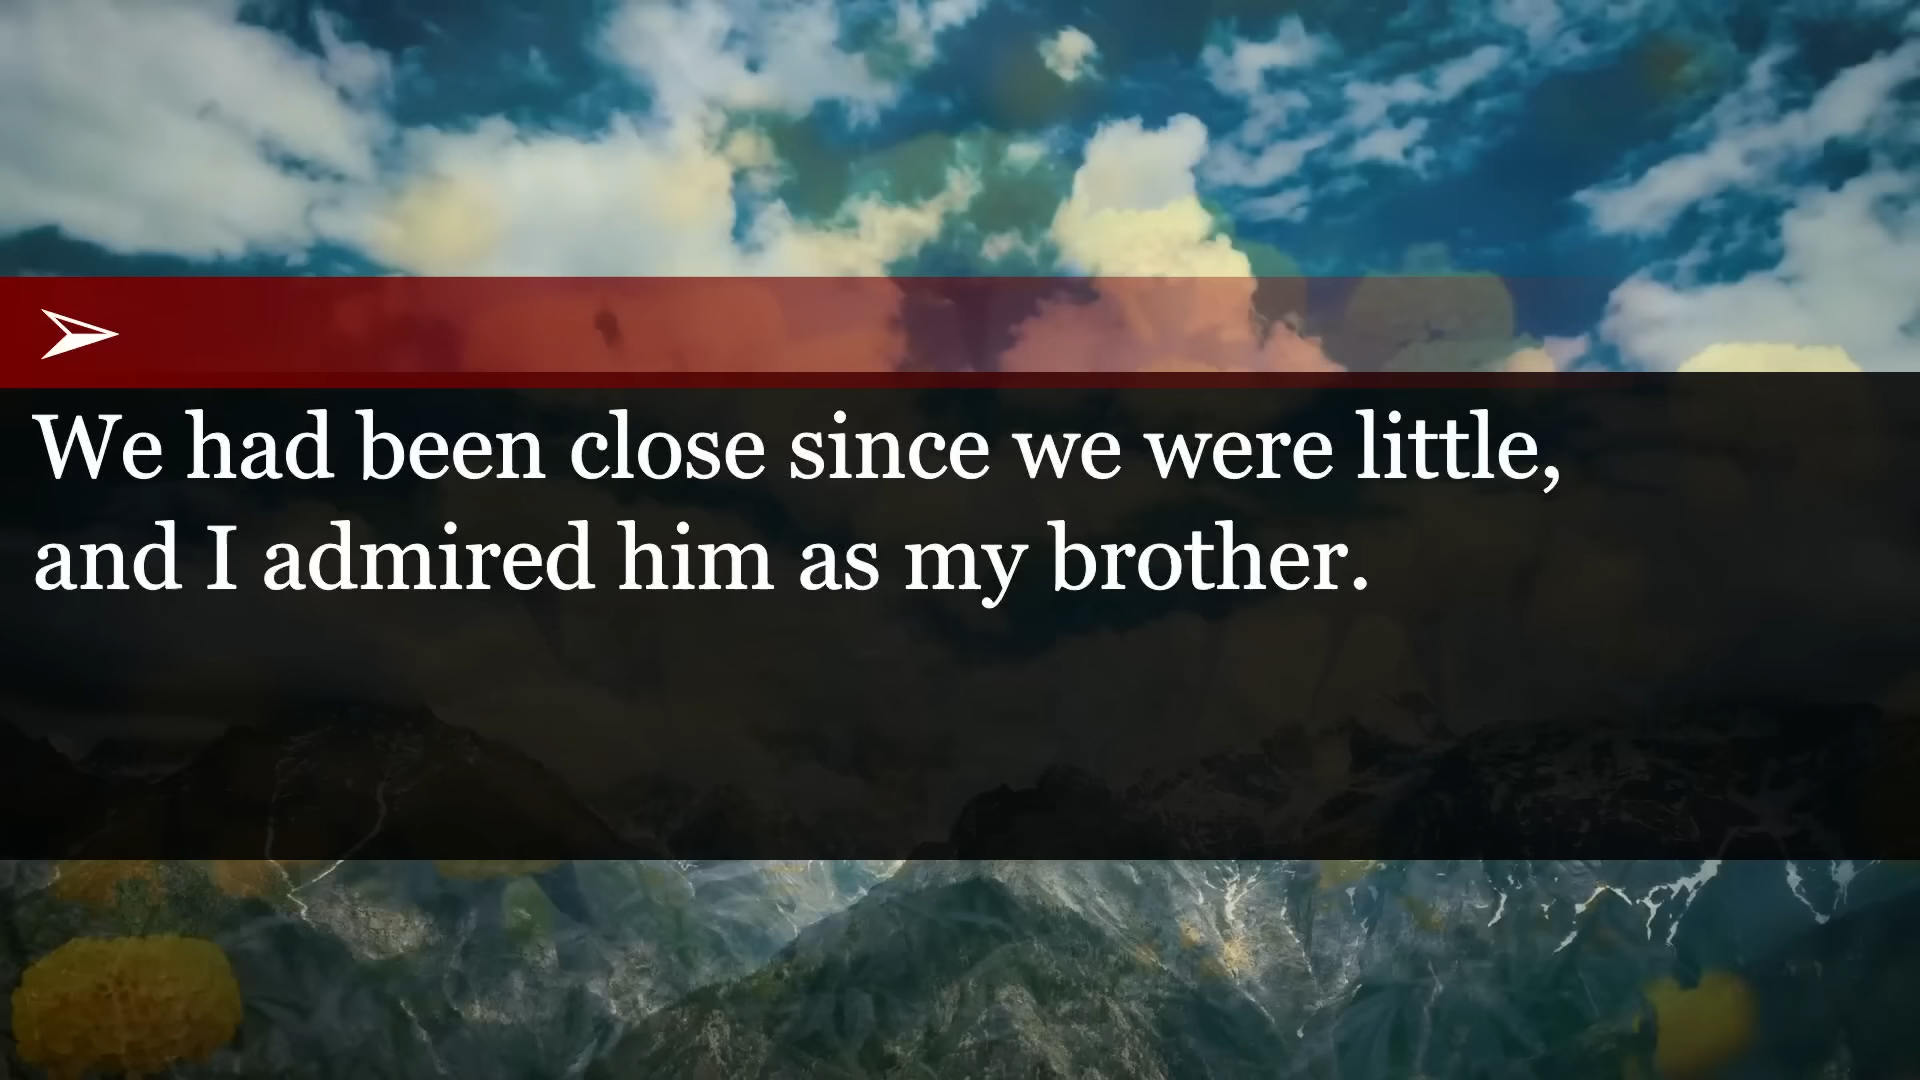 We had been close since we were little,
and I admired him as my brother.